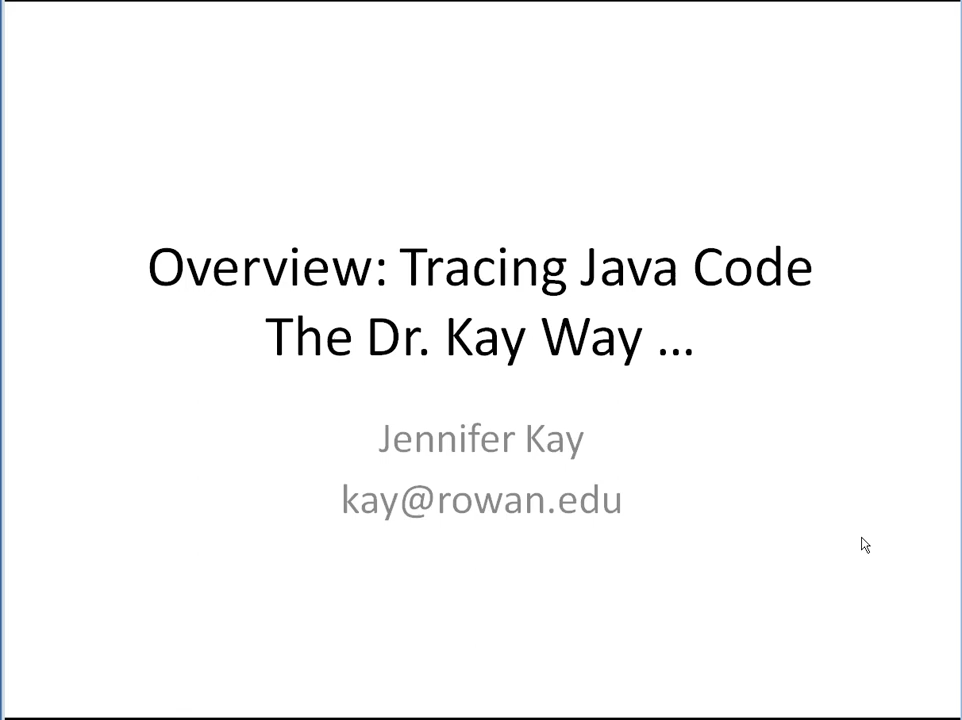 Overview: Tracing Java Code
The Dr. Kay Way …
Jennifer Kay
kay@rowan.edu